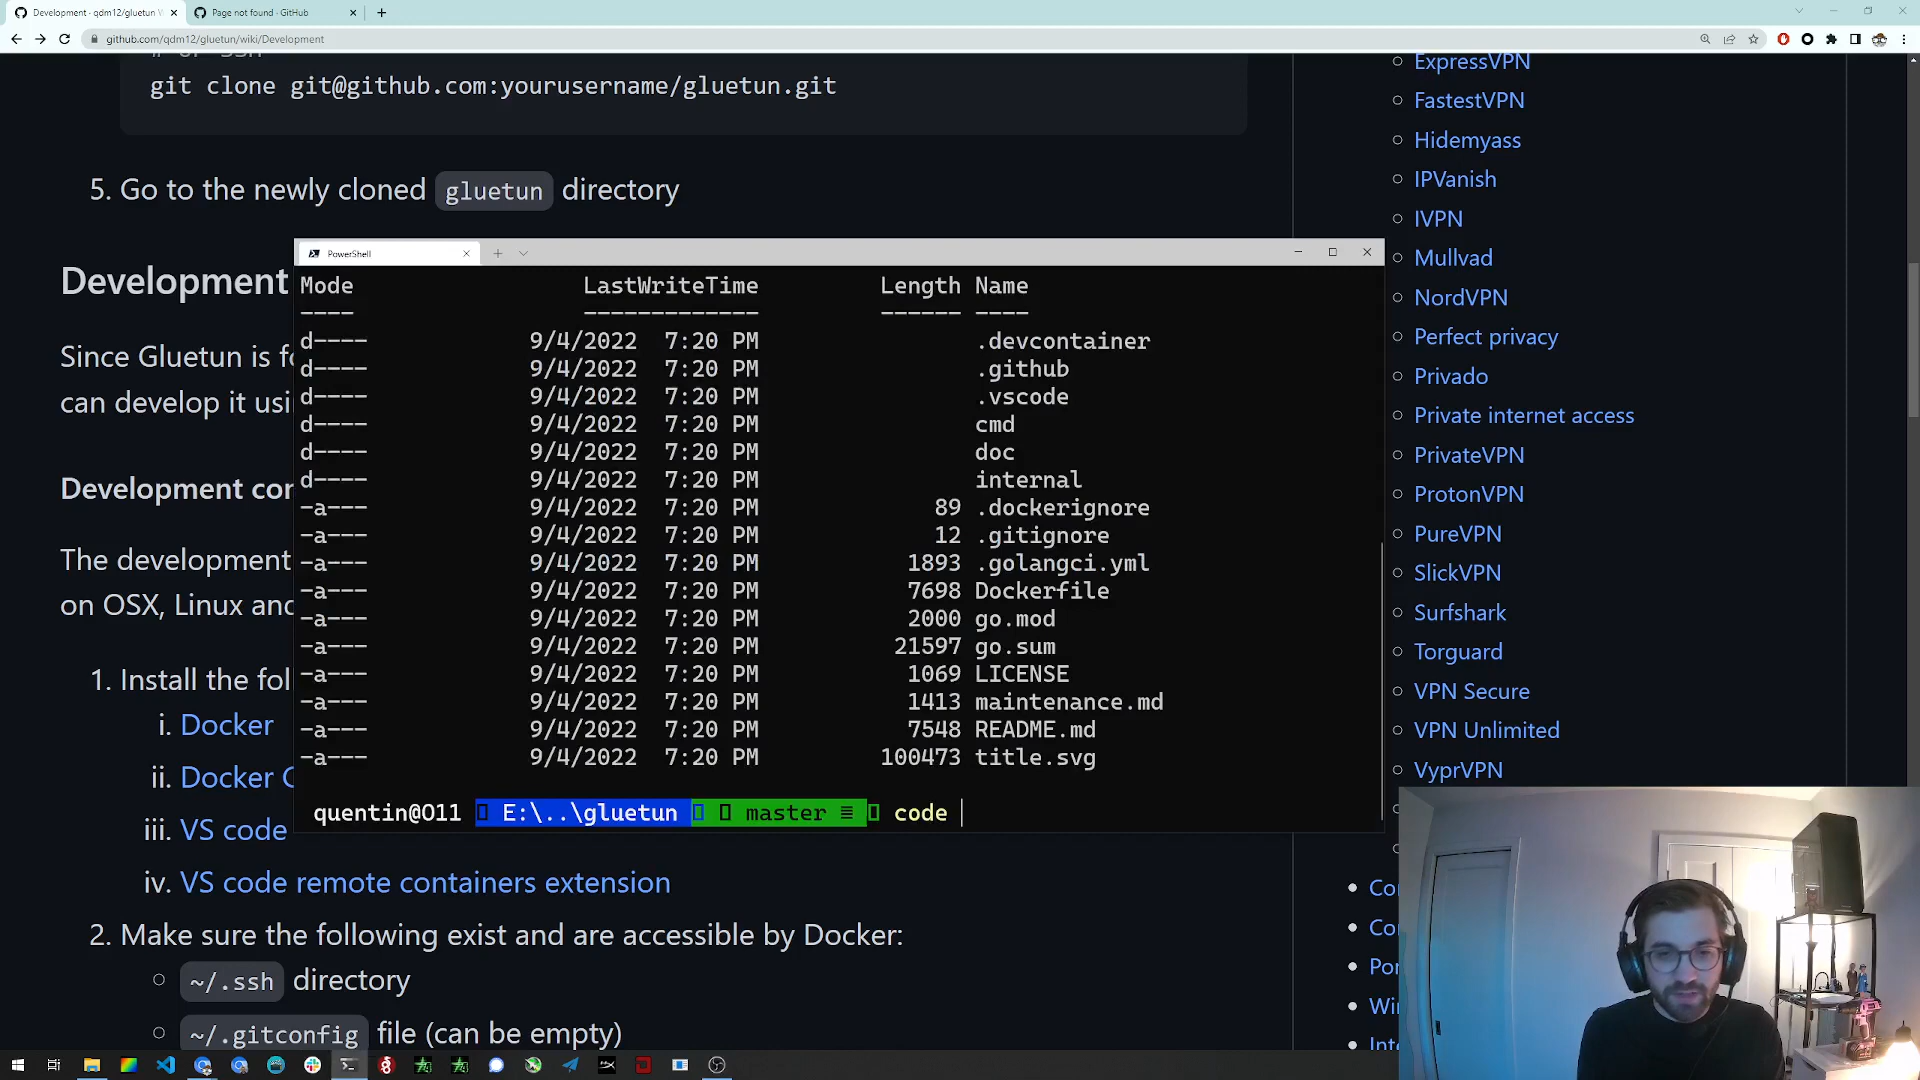 Development · qdm12/gluetun W
Page not found · GitHub
github.com/qdm12/gluetun/wiki/Development
git clone git@github.com:yourusername/gluetun.git
5. Go to the newly cloned gluetun directory
Development
Since Gluetun is fo
can develop it usi
Development con
The development
on OSX, Linux and
1. Install the fol
i. Docker
ii. Docker C
iii. VS code
iv. VS code remote containers extension
2. Make sure the following exist and are accessible by Docker:
~/.ssh directory
~/.gitconfig file (can be empty)
PowerShell
Mode LastWriteTime Length Name
---- ------------- ------ ----
d---- 9/4/2022 7:20 PM .devcontainer
d---- 9/4/2022 7:20 PM .github
d---- 9/4/2022 7:20 PM .vscode
d---- 9/4/2022 7:20 PM cmd
d---- 9/4/2022 7:20 PM doc
d---- 9/4/2022 7:20 PM internal
-a--- 9/4/2022 7:20 PM 89 .dockerignore
-a--- 9/4/2022 7:20 PM 12 .gitignore
-a--- 9/4/2022 7:20 PM 1893 .golangci.yml
-a--- 9/4/2022 7:20 PM 7698 Dockerfile
-a--- 9/4/2022 7:20 PM 2000 go.mod
-a--- 9/4/2022 7:20 PM 21597 go.sum
-a--- 9/4/2022 7:20 PM 1069 LICENSE
-a--- 9/4/2022 7:20 PM 1413 maintenance.md
-a--- 9/4/2022 7:20 PM 7548 README.md
-a--- 9/4/2022 7:20 PM 100473 title.svg
quentin@O11 E:\..\gluetun master ≡ code
ExpressVPN
FastestVPN
Hidemyass
IPVanish
IVPN
Mullvad
NordVPN
Perfect privacy
Privado
Private internet access
PrivateVPN
ProtonVPN
PureVPN
SlickVPN
Surfshark
Torguard
VPN Secure
VPN Unlimited
VyprVPN
Co
Co
Por
Wi
Inte